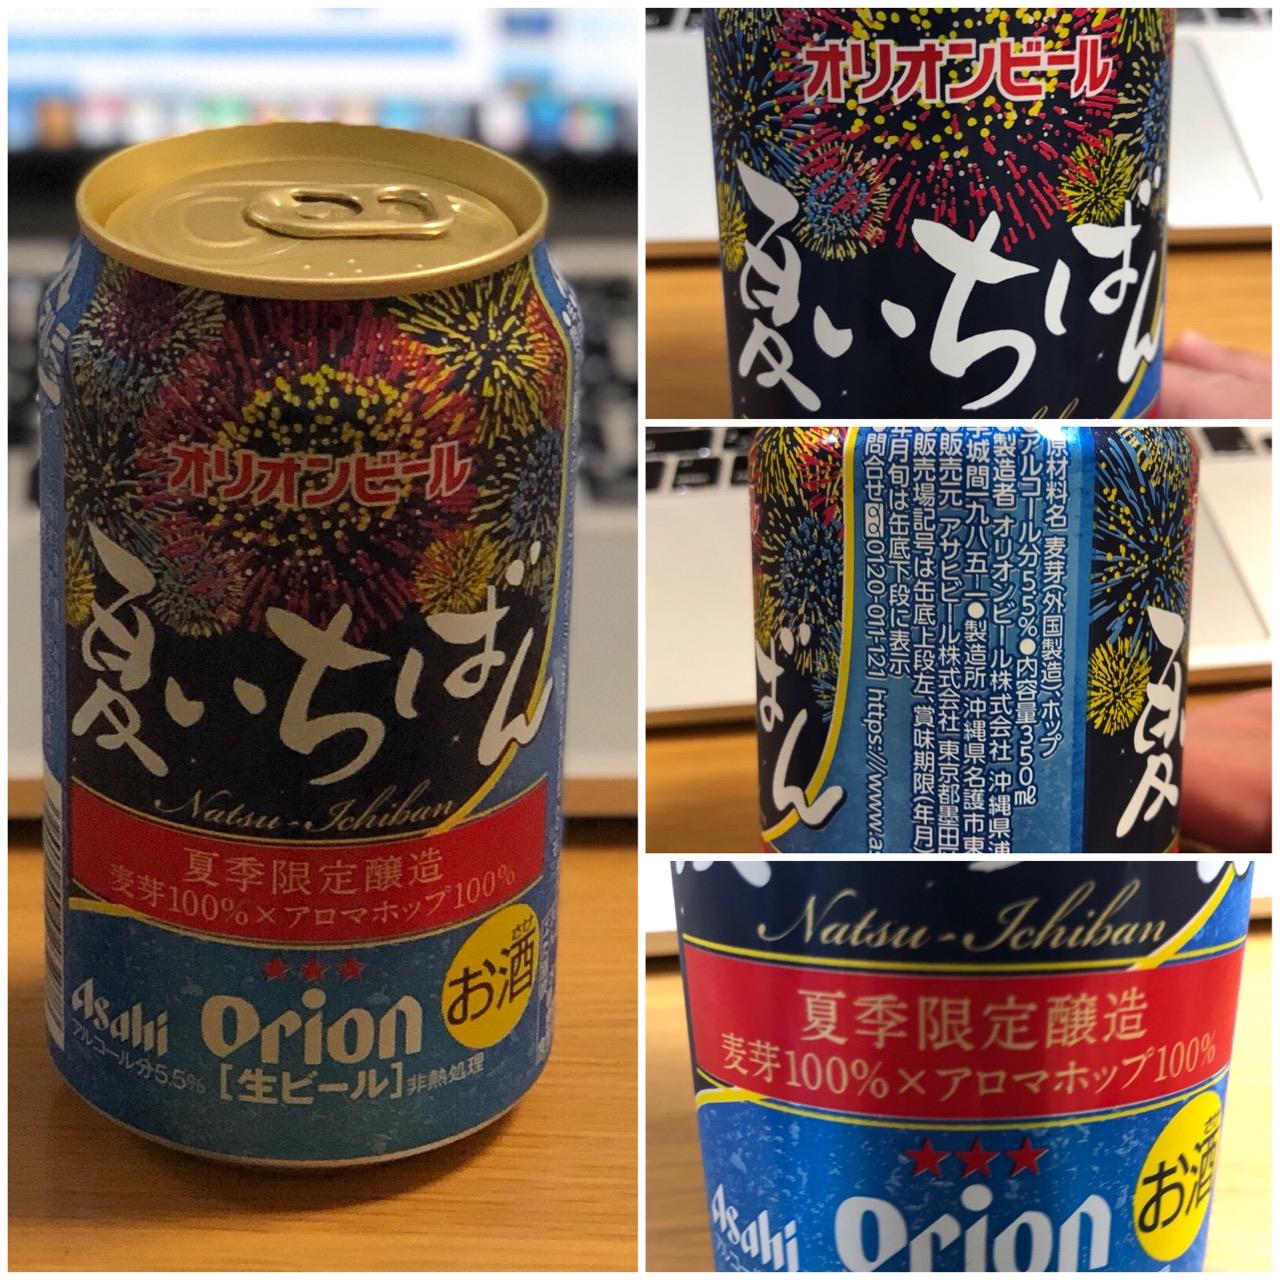 オリオンビール
夏いちばん
Natsu-Ichiban
夏季限定醸造
麦芽100%×アロマホップ100%
Asahi
アルコール分5.5%
orion
[生ビール]非熱処理
さけ
お酒
オリオンビール
夏いちばん
原材料名 麦芽(外国製造)、ホップ
アルコール分5.5%●内容量350㎖
●製造者 オリオンビール株式会社 沖縄県浦
字城間一九八五-一●製造所 沖縄県名護市東
●販売元 アサヒビール株式会社 東京都墨田区
●販売場記号は缶底上段左、賞味期限(年月)
年月旬は缶底下段に表示
問合せ 0120-011-121 https://www.as
ばん
夏
Natsu-Ichiban
夏季限定醸造
麦芽100%×アロマホップ100%
Asahi
orion
さけ
お酒